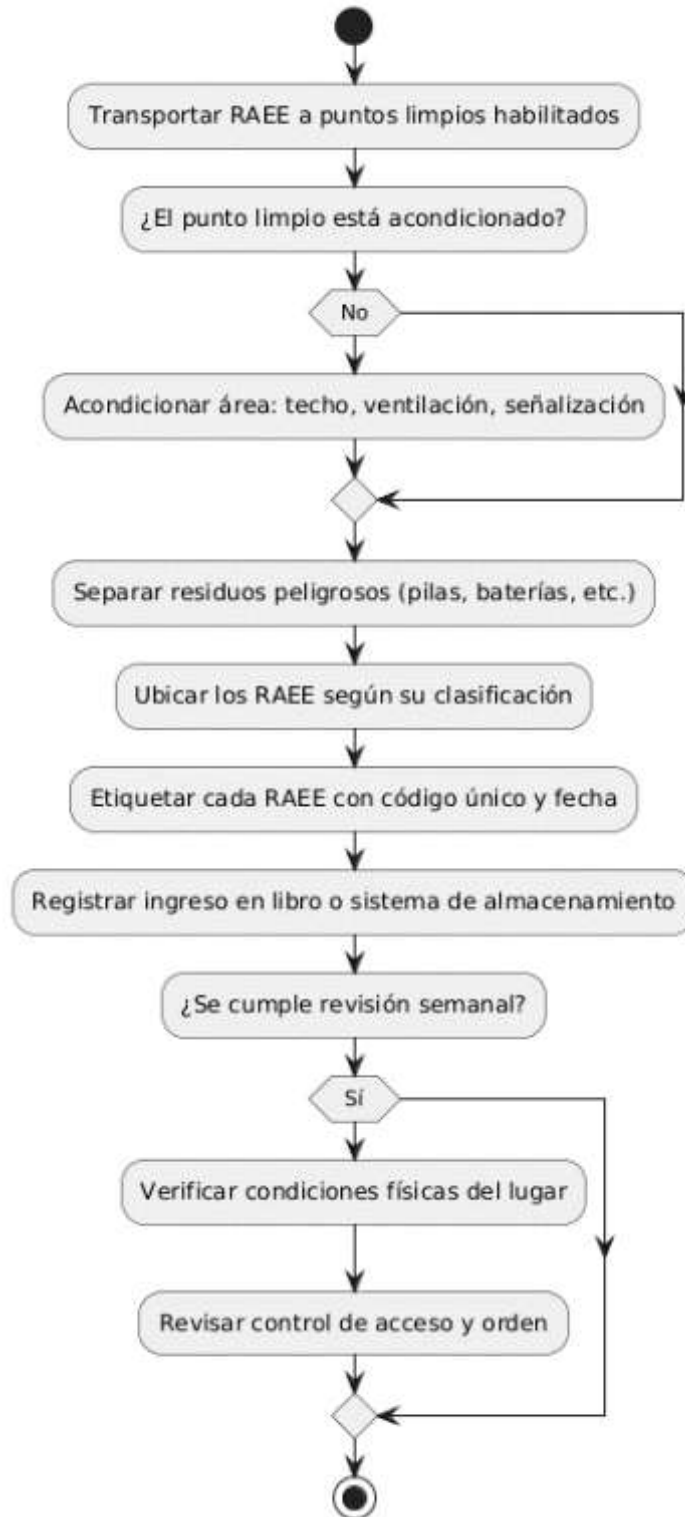 Transportar RAEE a puntos limpios habilitados
¿El punto limpio está acondicionado?
No
Acondicionar área: techo, ventilación, señalización
Separar residuos peligrosos (pilas, baterías, etc.)
Ubicar los RAEE según su clasificación
Etiquetar cada RAEE con código único y fecha
Registrar ingreso en libro o sistema de almacenamiento
¿Se cumple revisión semanal?
Sí
Verificar condiciones físicas del lugar
Revisar control de acceso y orden